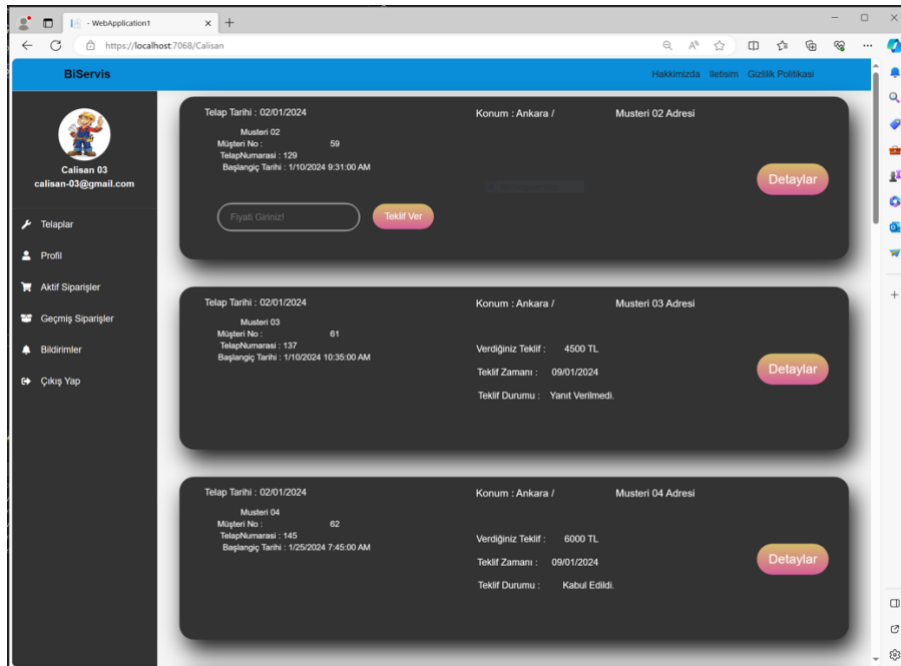 - WebApplication1
https://localhost:7068/Calisan
BiServis
Hakkimizda Iletisim Gizlilik Politikasi
Calisan 03
calisan-03@gmail.com
Telaplar
Profil
Aktif Siparişler
Geçmiş Siparişler
Bildirimler
Çıkış Yap
Telap Tarihi : 02/01/2024
Konum : Ankara / Musteri 02 Adresi
Musteri 02
Müşteri No : 59
TelapNumarasi : 129
Başlangiç Tarihi : 1/10/2024 9:31:00 AM
Detaylar
Fiyati Giriniz!
Teklif Ver
Telap Tarihi : 02/01/2024
Konum : Ankara / Musteri 03 Adresi
Musteri 03
Müşteri No : 61
TelapNumarasi : 137
Başlangiç Tarihi : 1/10/2024 10:35:00 AM
Verdiğiniz Teklif : 4500 TL
Teklif Zamanı : 09/01/2024
Teklif Durumu : Yanıt Verilmedi.
Detaylar
Telap Tarihi : 02/01/2024
Konum : Ankara / Musteri 04 Adresi
Musteri 04
Müşteri No : 62
TelapNumarasi : 145
Başlangiç Tarihi : 1/25/2024 7:45:00 AM
Verdiğiniz Teklif : 6000 TL
Teklif Zamanı : 09/01/2024
Teklif Durumu : Kabul Edildi.
Detaylar